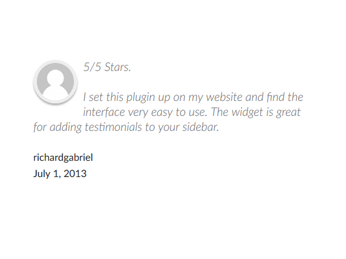 5/5 Stars.
I set this plugin up on my website and find the
interface very easy to use. The widget is great
for adding testimonials to your sidebar.
richardgabriel
July 1, 2013